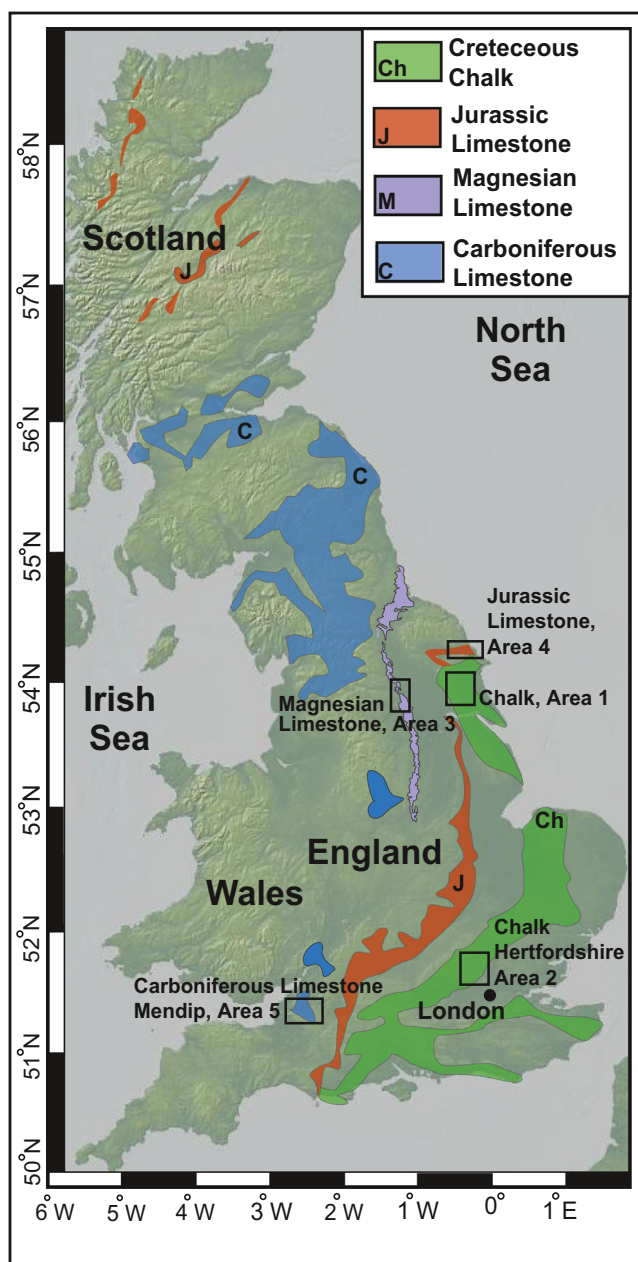 Ch
Creteceous
Chalk
J
Jurassic
Limestone
M
Magnesian
Limestone
C
Carboniferous
Limestone
Scotland
J
North
Sea
C
C
Jurassic
Limestone,
Area 4
Chalk, Area 1
Magnesian
Limestone, Area 3
Irish
Sea
England
Wales
Ch
J
Chalk
Hertfordshire
Area 2
London
Carboniferous Limestone
Mendip, Area 5
58°N
57°N
56°N
55°N
54°N
53°N
52°N
51°N
50°N
6°W
5°W
4°W
3°W
2°W
1°W
0°
1°E